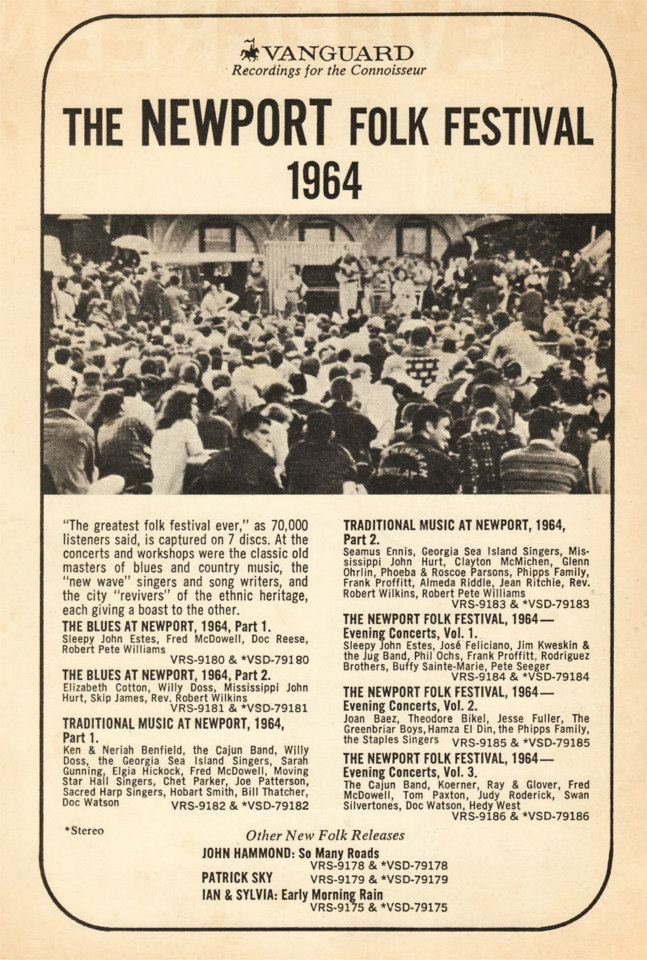 VANGUARD
Recordings for the Connoisseur
THE NEWPORT FOLK FESTIVAL
1964
"The greatest folk festival ever," as 70,000
listeners said, is captured on 7 discs. At the
concerts and workshops were the classic old
masters of blues and country music, the
"new wave" singers and song writers, and
the city "revivers" of the ethnic heritage,
each giving a boast to the other.
THE BLUES AT NEWPORT, 1964, Part 1.
Sleepy John Estes, Fred McDowell, Doc Reese,
Robert Pete Williams
VRS-9180 & *VSD-79180
THE BLUES AT NEWPORT, 1964, Part 2.
Elizabeth Cotton, Willy Doss, Mississippi John
Hurt, Skip James, Rev. Robert Wilkins
VRS-9181 & *VSD-79181
TRADITIONAL MUSIC AT NEWPORT, 1964,
Part 1.
Ken & Neriah Benfield, the Cajun Band, Willy
Doss, the Georgia Sea Island Singers, Sarah
Gunning, Elgia Hickock, Fred McDowell, Moving
Star Hall Singers, Chet Parker, Joe Patterson,
Sacred Harp Singers, Hobart Smith, Bill Thatcher,
Doc Watson VRS-9182 & *VSD-79182
*Stereo
TRADITIONAL MUSIC AT NEWPORT, 1964,
Part 2.
Seamus Ennis, Georgia Sea Island Singers, Mis-
sissippi John Hurt, Clayton McMichen, Glenn
Ohrlin, Phoeba & Roscoe Parsons, Phipps Family,
Frank Proffitt, Almeda Riddle, Jean Ritchie, Rev.
Robert Wilkins, Robert Pete Williams
VRS-9183 & *VSD-79183
THE NEWPORT FOLK FESTIVAL, 1964—
Evening Concerts, Vol. 1.
Sleepy John Estes, José Feliciano, Jim Kweskin &
the Jug Band, Phil Ochs, Frank Proffitt, Rodriguez
Brothers, Buffy Sainte-Marie, Pete Seeger
VRS-9184 & *VSD-79184
THE NEWPORT FOLK FESTIVAL, 1964—
Evening Concerts, Vol. 2.
Joan Baez, Theodore Bikel, Jesse Fuller, The
Greenbriar Boys, Hamza El Din, the Phipps Family,
the Staples Singers VRS-9185 & *VSD-79185
THE NEWPORT FOLK FESTIVAL, 1964—
Evening Concerts, Vol. 3.
The Cajun Band, Koerner, Ray & Glover, Fred
McDowell, Tom Paxton, Judy Roderick, Swan
Silvertones, Doc Watson, Hedy West
VRS-9186 & *VSD-79186
Other New Folk Releases
JOHN HAMMOND: So Many Roads
VRS-9178 & *VSD-79178
PATRICK SKY VRS-9179 & *VSD-79179
IAN & SYLVIA: Early Morning Rain
VRS-9175 & *VSD-79175